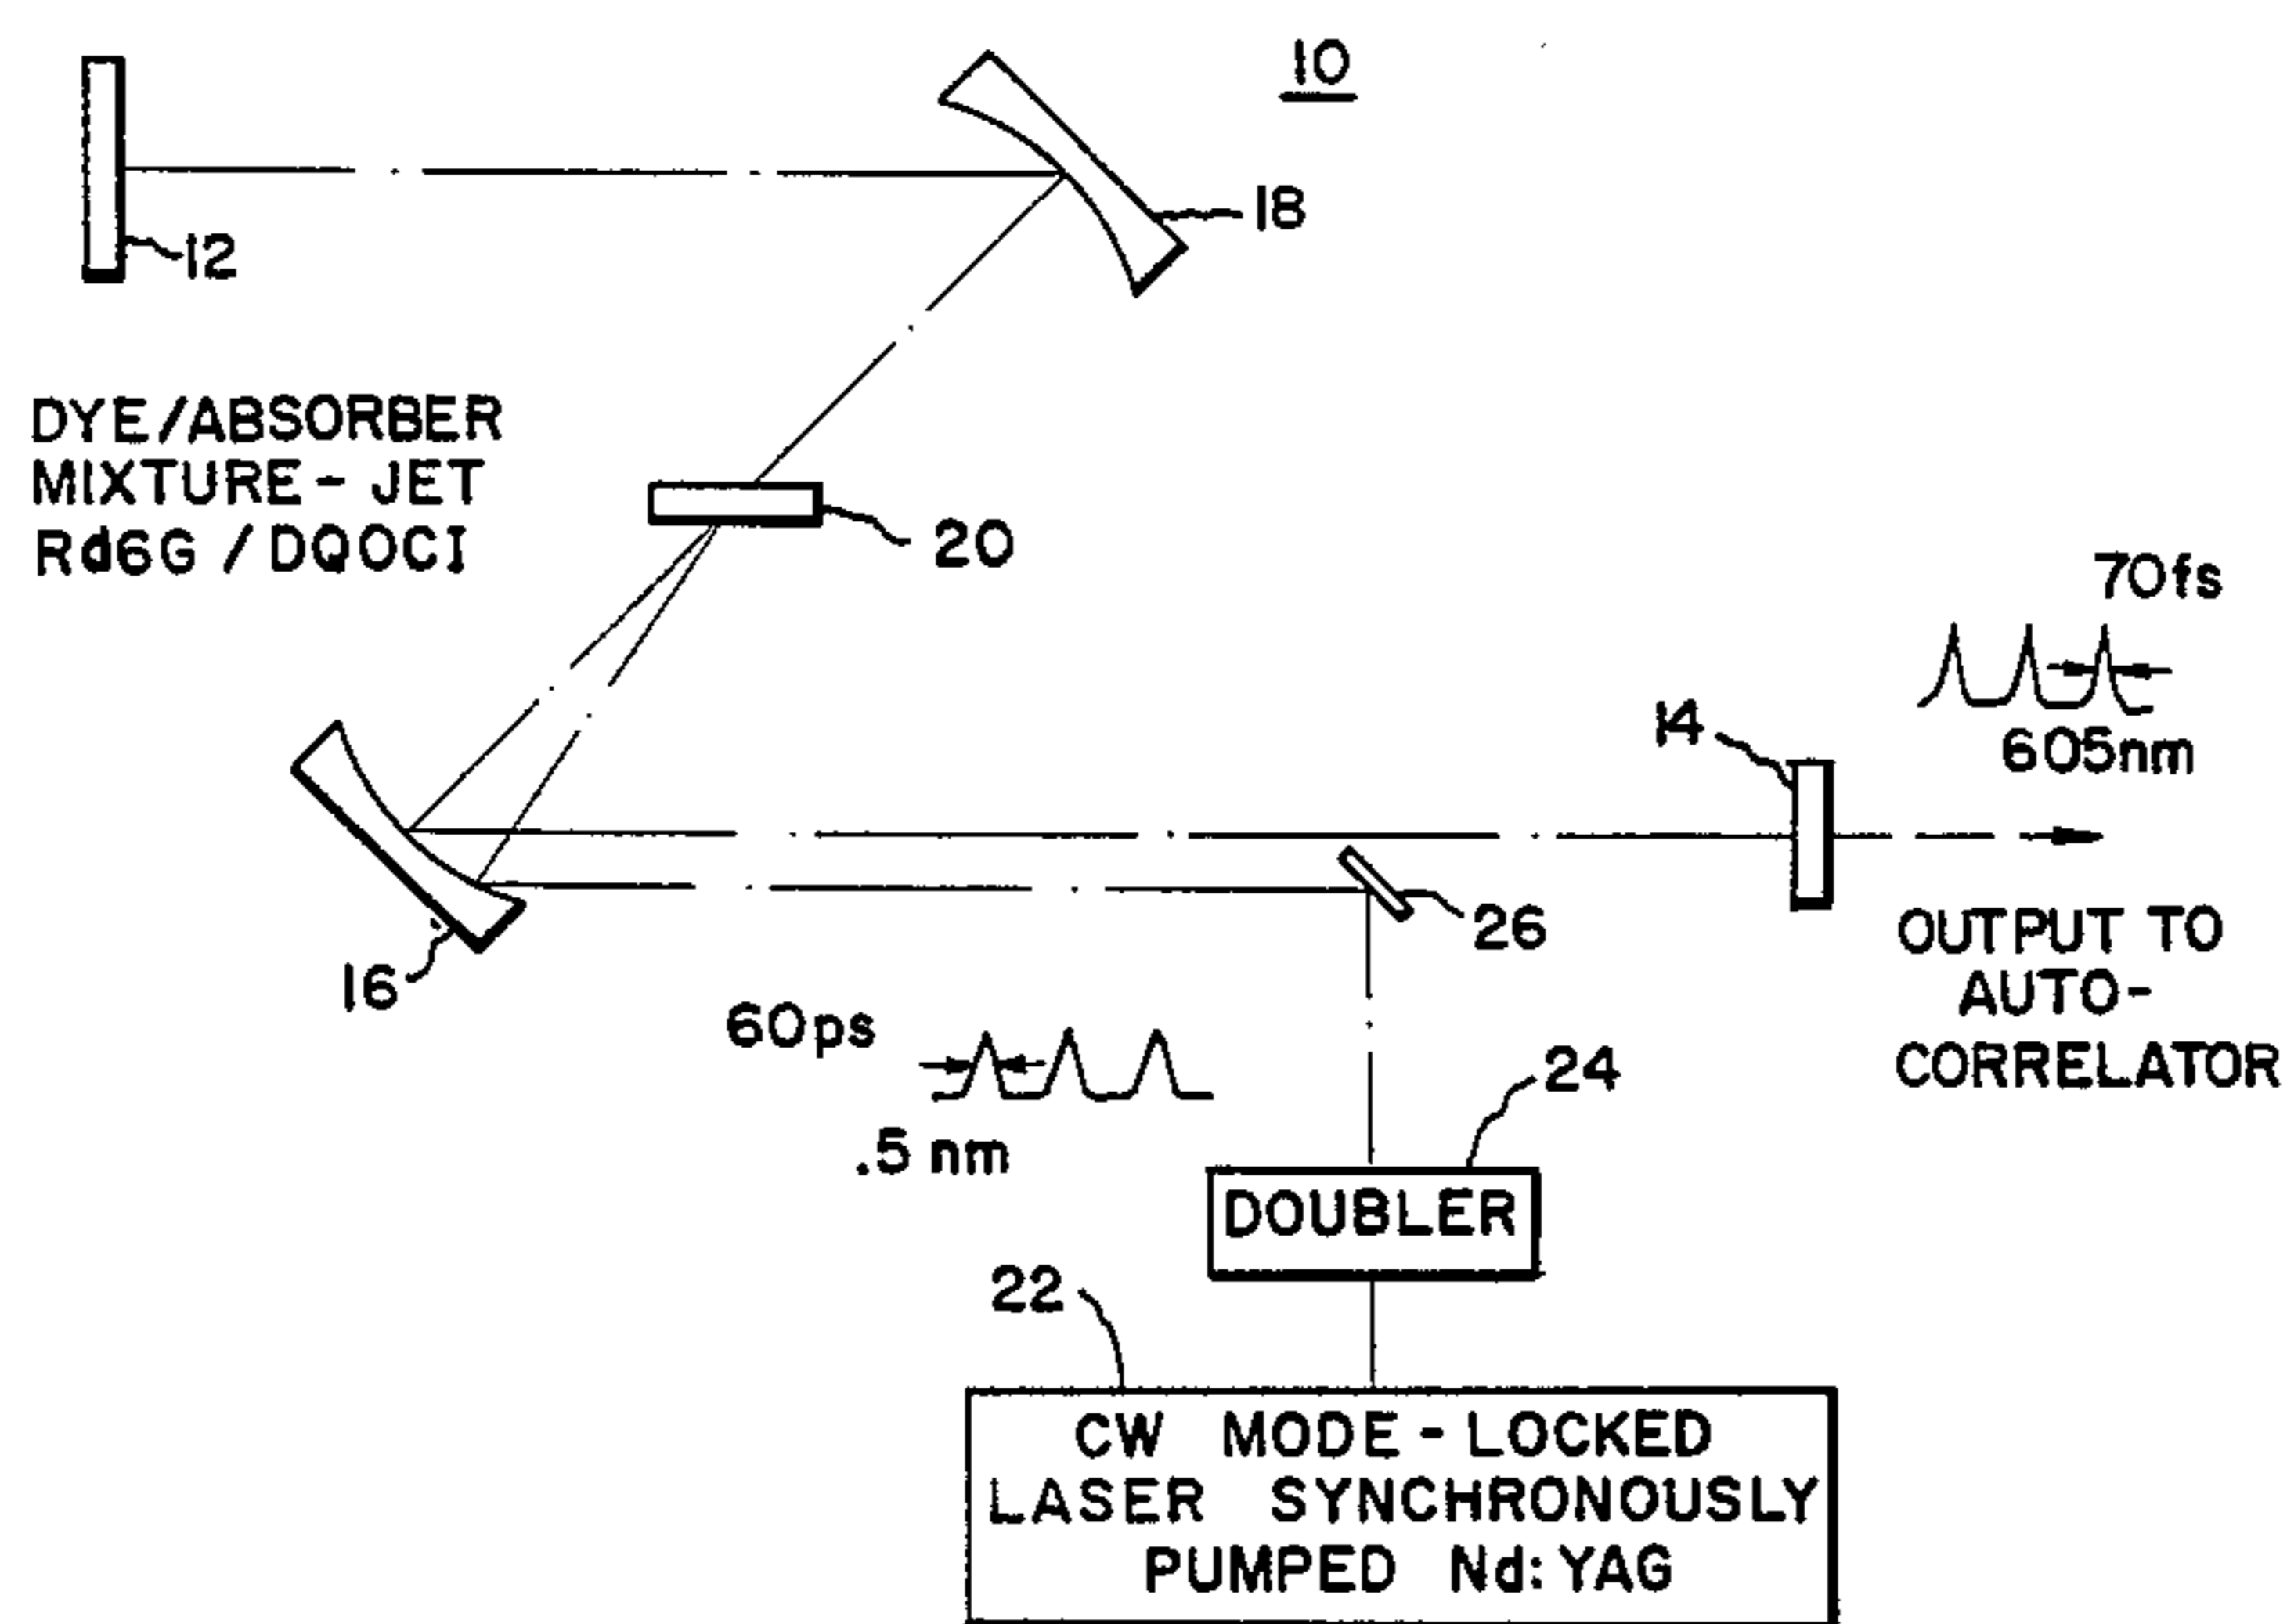 10
18
12
DYE/ABSORBER
MIXTURE - JET
Rd6G / DQOCI
20
70fs
605nm
14
26
16
OUTPUT TO
AUTO-
CORRELATOR
60ps
.5 nm
24
DOUBLER
22
CW MODE - LOCKED
LASER SYNCHRONOUSLY
PUMPED Nd:YAG